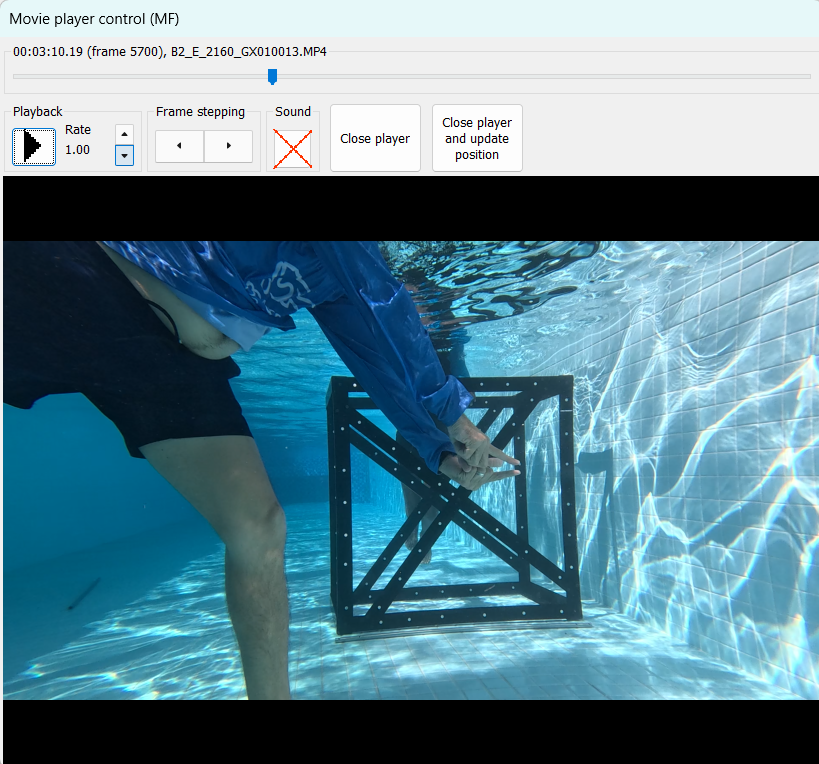 Movie player control (MF)
00:03:10.19 (frame 5700), B2_E_2160_GX010013.MP4
Playback
Frame stepping
Sound
Rate
1.00
Close player
Close player
and update
position